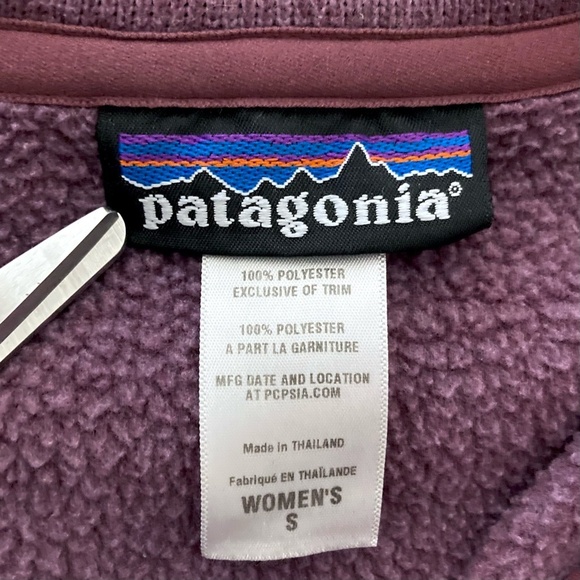 patagonia®
100% POLYESTER
EXCLUSIVE OF TRIM
100% POLYESTER
A PART LA GARNITURE
MFG DATE AND LOCATION
AT PCPSIA.COM
Made in THAILAND
Fabriqué EN THAÏLANDE
WOMEN'S
S